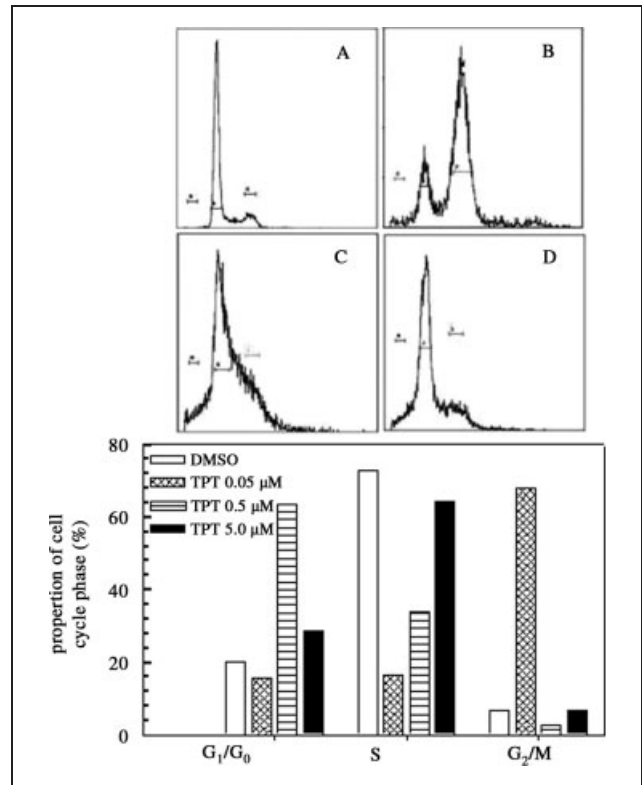 A
B
C
D
propertion of cell
cycle phase (%)
80
60
40
20
0
DMSO
TPT 0.05 μM
TPT 0.5 μM
TPT 5.0 μM
G₁/G₀
S
G₂/M